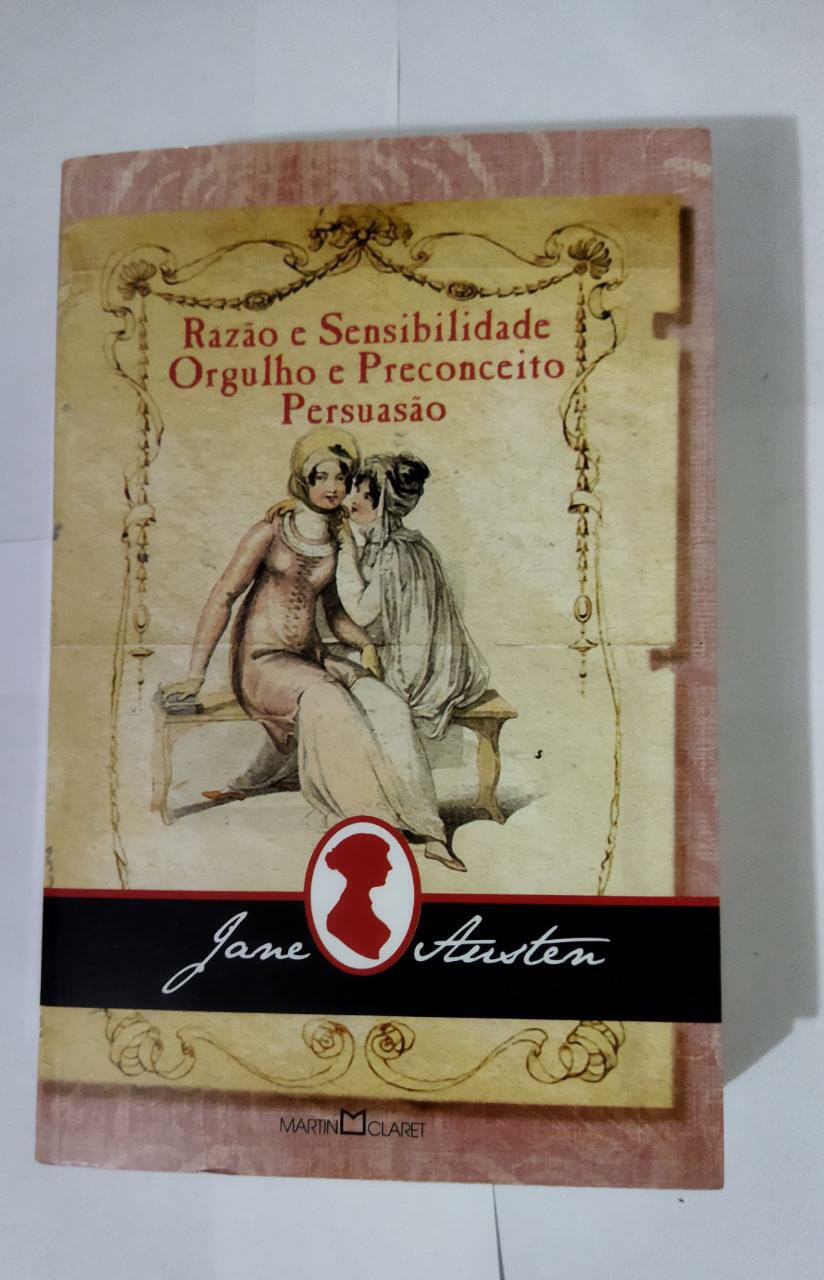 Razão e Sensibilidade
Orgulho e Preconceito
Persuasão
Jane Austen
MARTIN CLARET